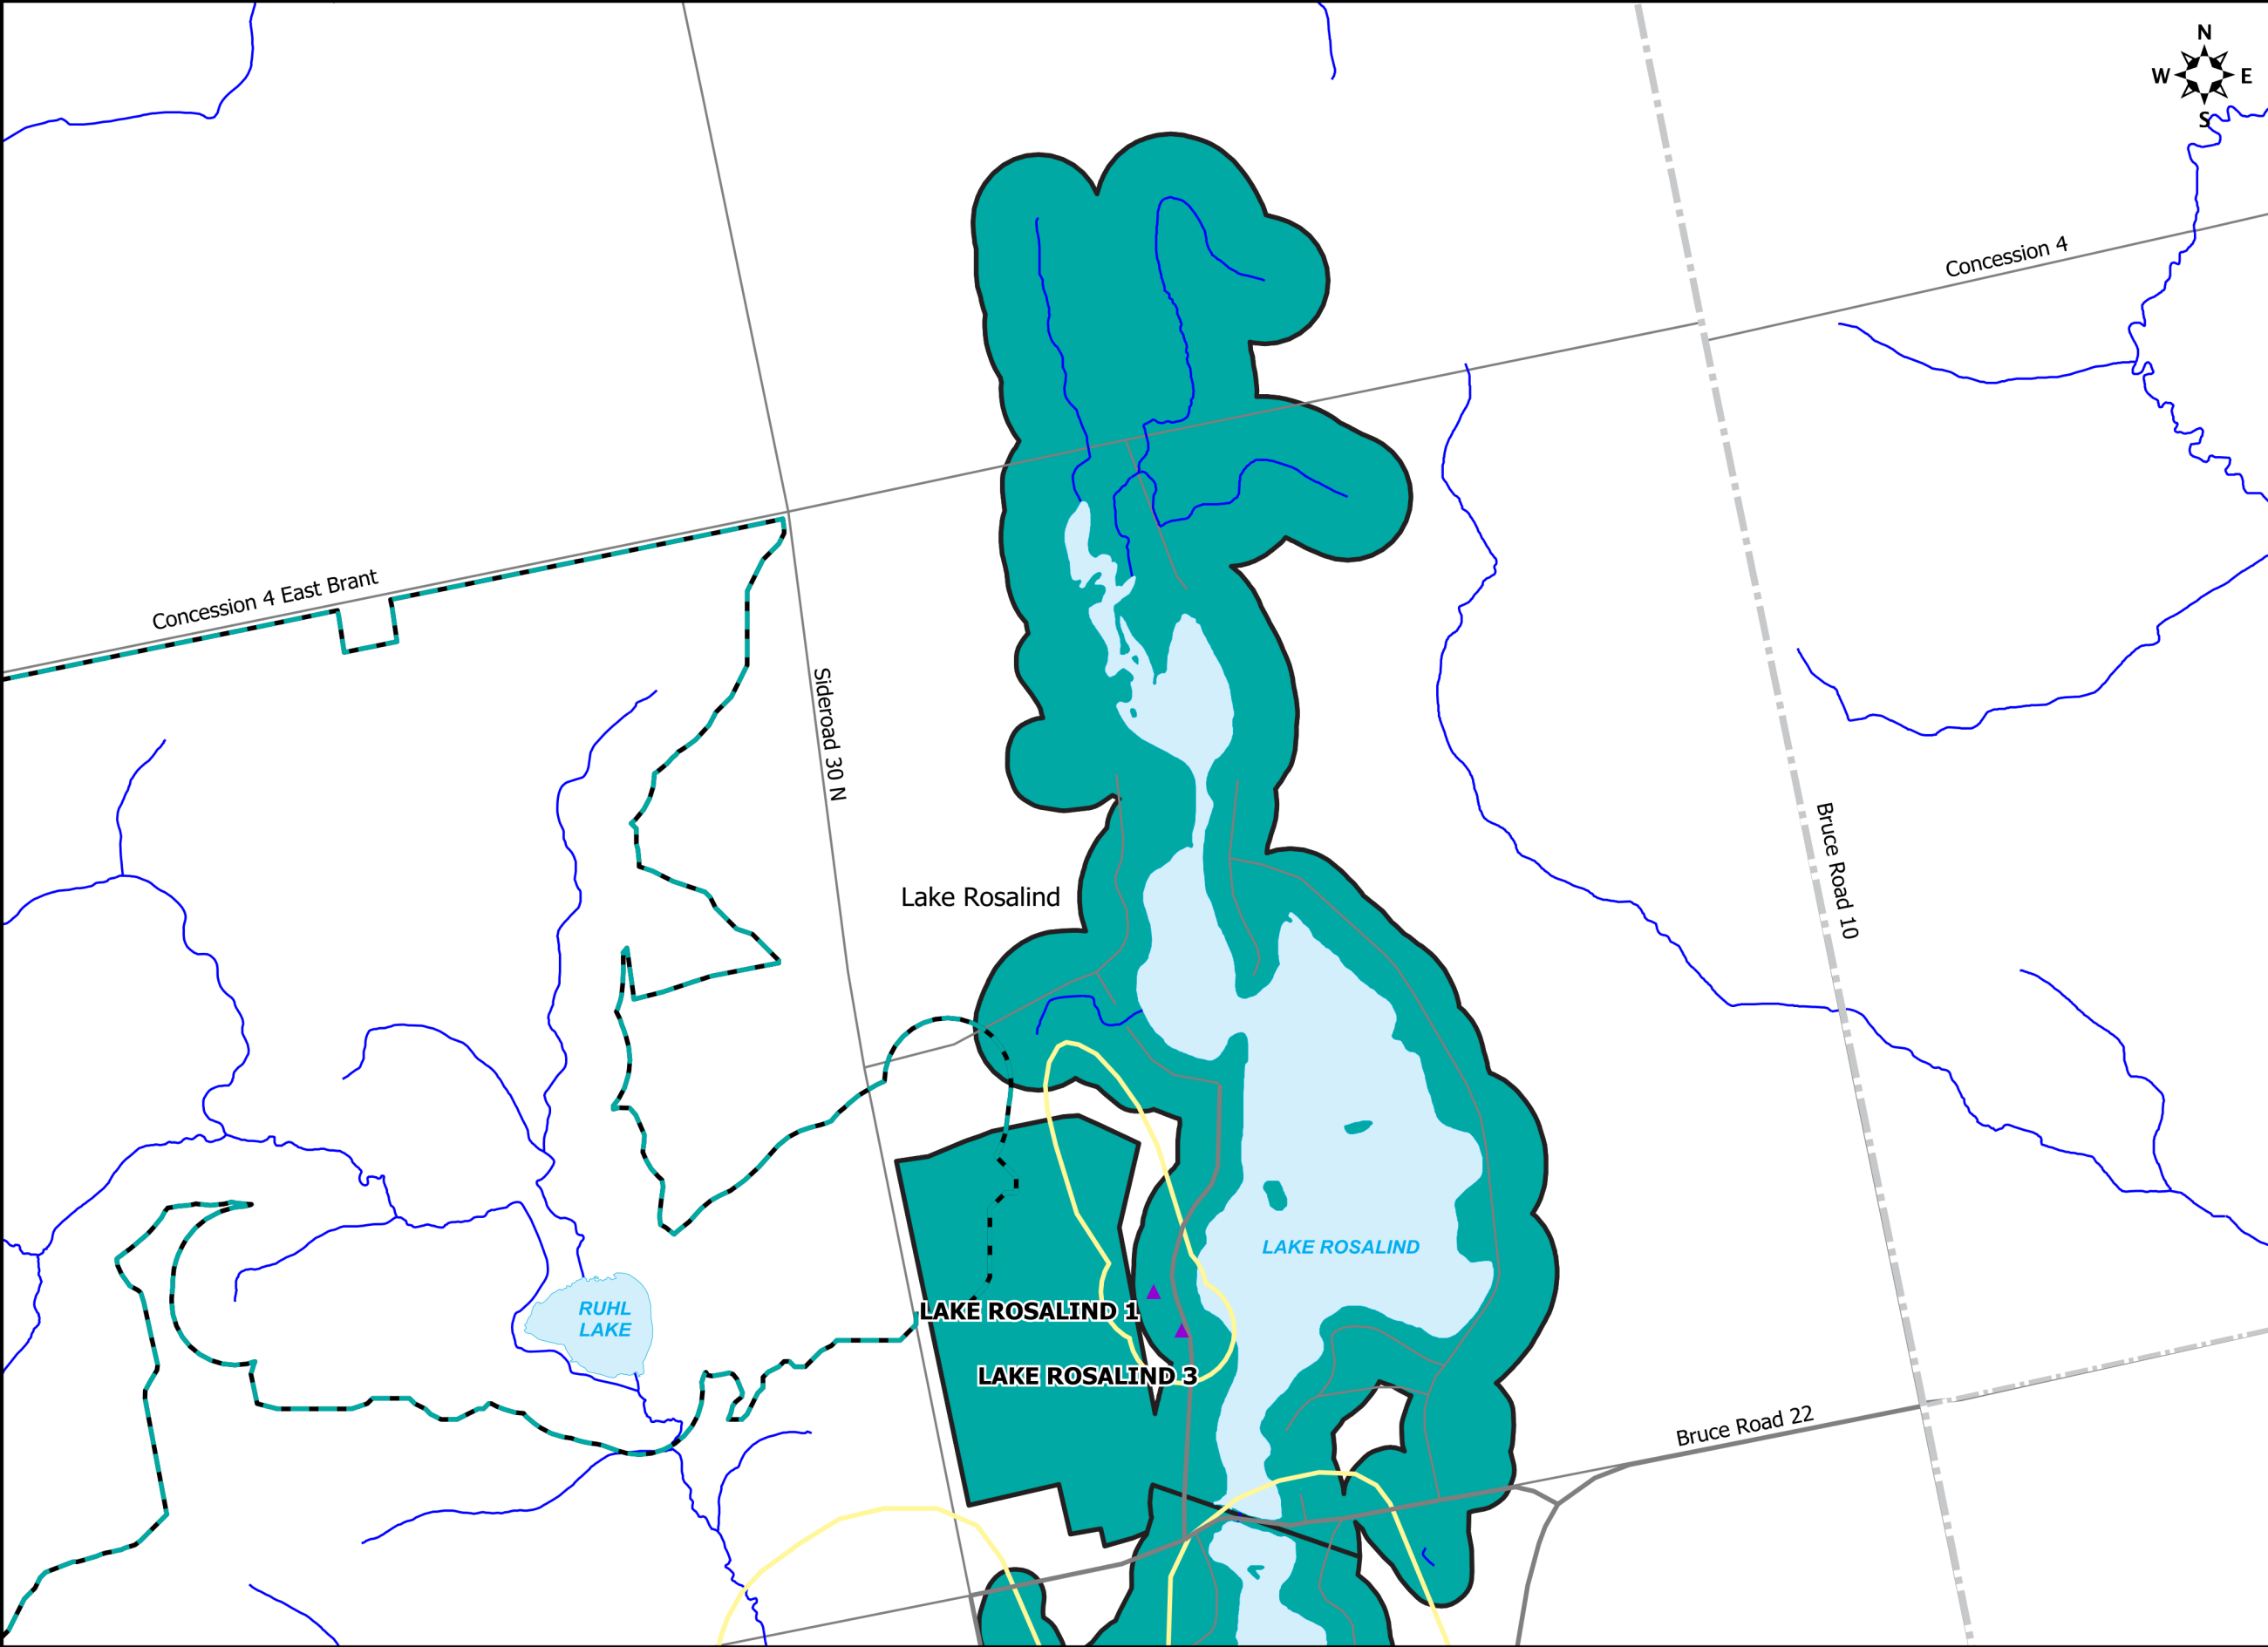 N
W E
S
Concession 4
Concession 4 East Brant
Sideroad 30 N
Bruce Road 10
Lake Rosalind
LAKE ROSALIND
RUHL
LAKE
LAKE ROSALIND 1
LAKE ROSALIND 3
Bruce Road 22